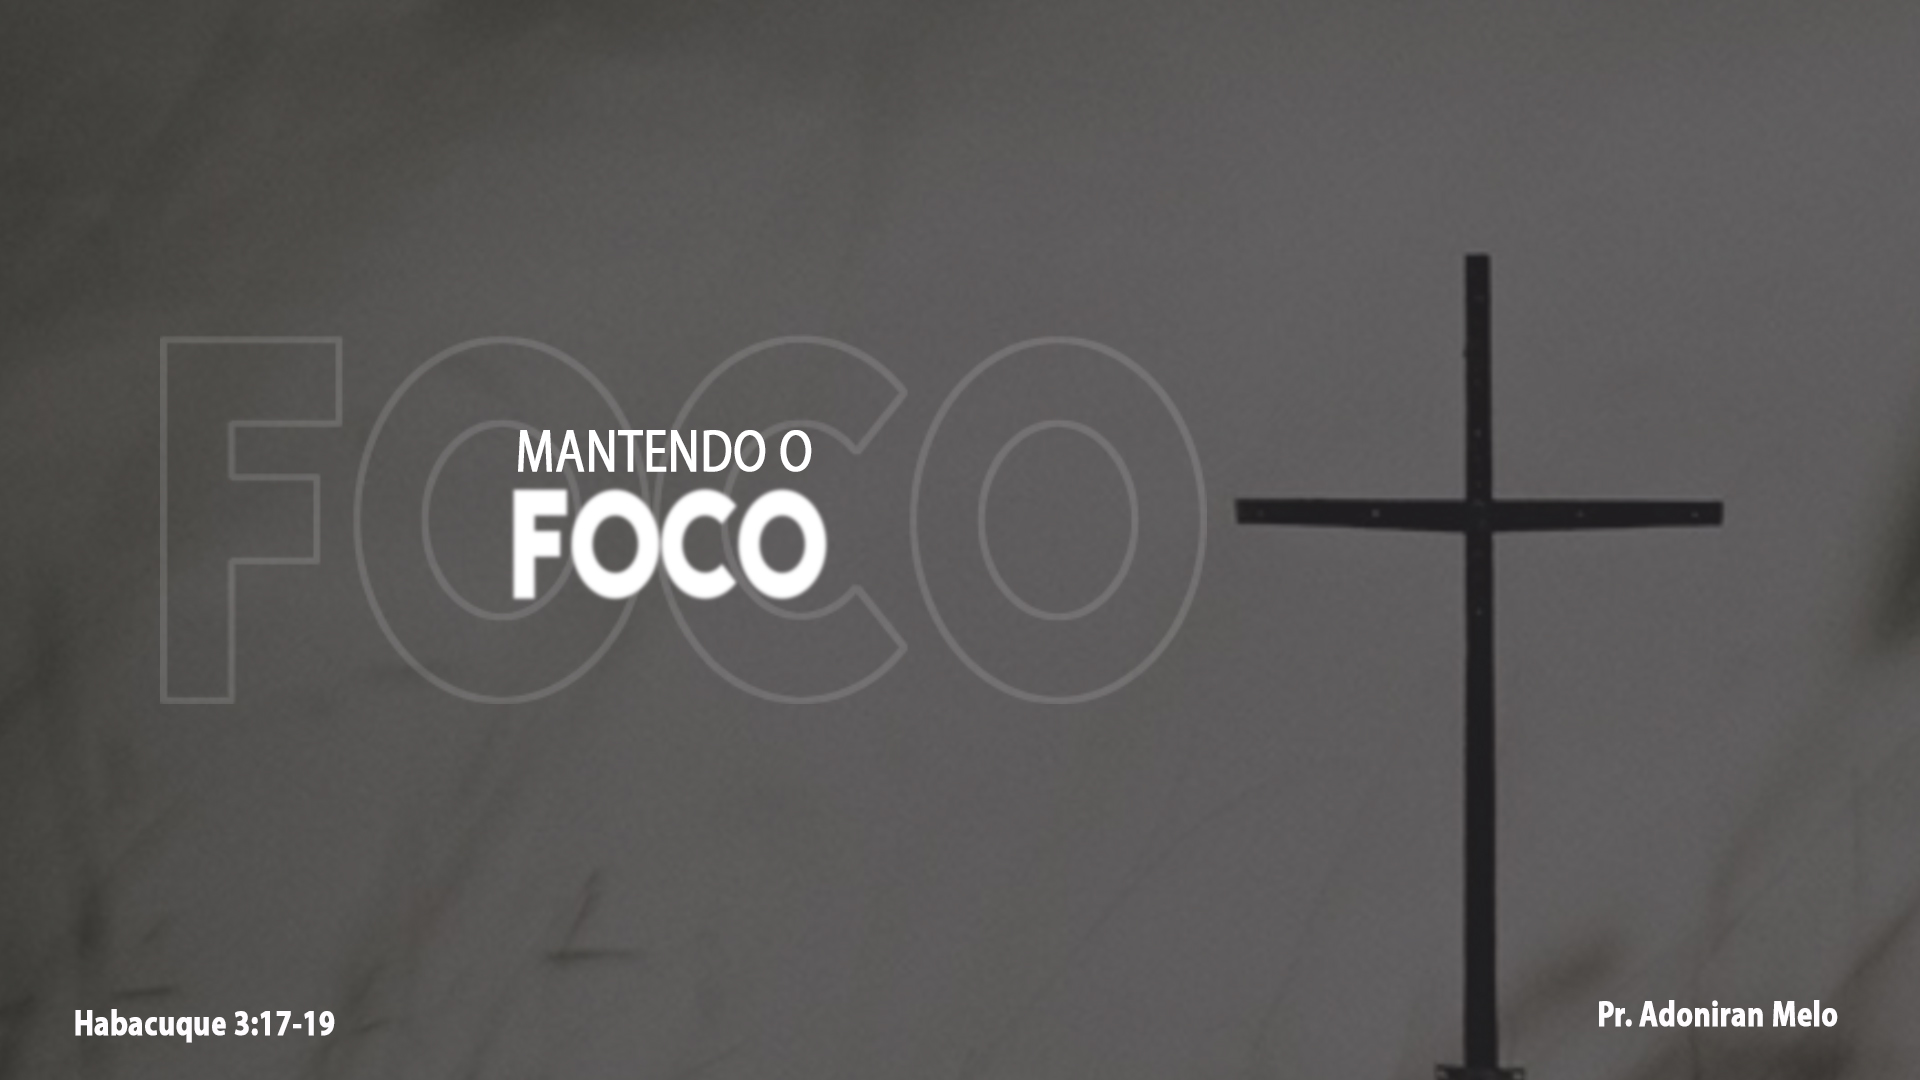 FOCO
MANTENDO O
FOCO
Habacuque 3:17-19
Pr. Adoniran Melo